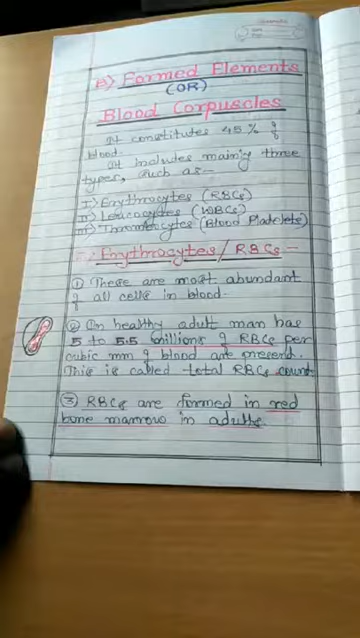 B) Formed Elements
(OR)
Blood Corpuscles
It constitutes 45% of
blood.
It includes mainly three
types, such as-
I) Erythrocytes (RBCs)
II) Leucocytes (WBCs)
III) Thrombocytes (Blood Platelets)
I) Erythrocytes / RBCs -
① These are most abundant
of all cells in blood.
② On healthy adult man has
5 to 5.5 millions of RBCs per
cubic mm of blood are present.
This is called total RBCs count.
③ RBCs are formed in red
bone marrow in adults.